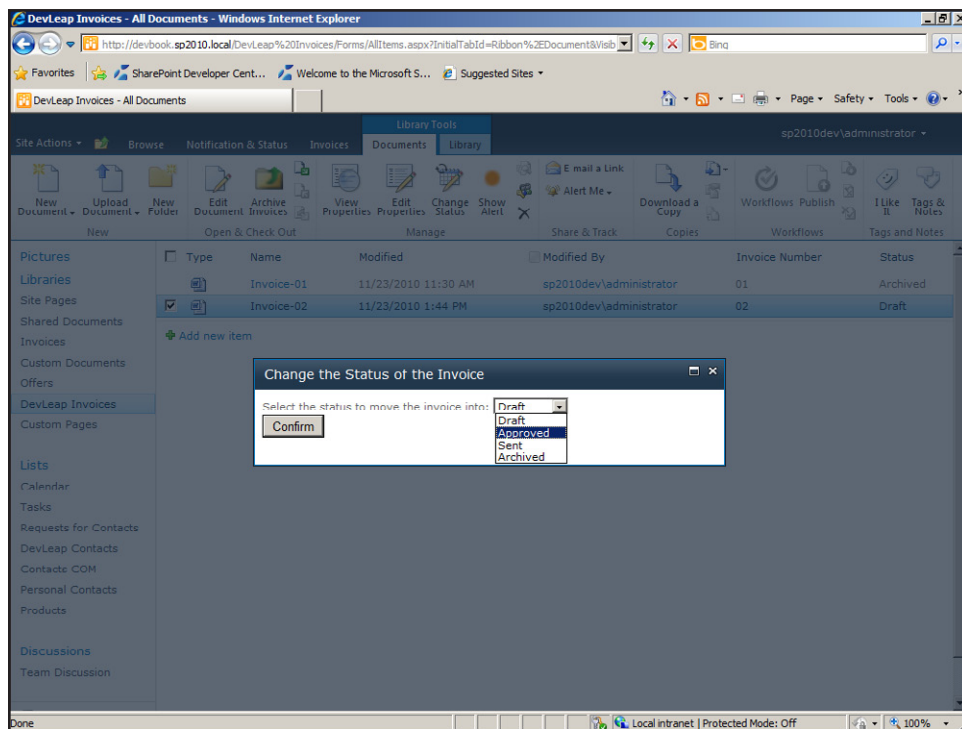 DevLeap Invoices - All Documents - Windows Internet Explorer
http://devbook.sp2010.local/DevLeap%20Invoices/Forms/AllItems.aspx?InitialTabId=Ribbon%2EDocument&Visib
Bing
Favorites SharePoint Developer Cent... Welcome to the Microsoft S... Suggested Sites
DevLeap Invoices - All Documents Page Safety Tools
Library Tools
Site Actions Browse Notification & Status Invoices Documents Library sp2010dev\administrator
New Document Upload Document New Folder Edit Document Archive Invoices View Properties Edit Properties Change Status Show Alert E mail a Link Alert Me Download a Copy Workflows Publish I Like It Tags & Notes
New Open & Check Out Manage Share & Track Copies Workflows Tags and Notes
Type Name Modified Modified By Invoice Number Status
Invoice-01 11/23/2010 11:30 AM sp2010dev\administrator 01 Archived
Invoice-02 11/23/2010 1:44 PM sp2010dev\administrator 02 Draft
Add new item
Pictures
Libraries
Site Pages
Shared Documents
Invoices
Custom Documents
Offers
DevLeap Invoices
Custom Pages
Lists
Calendar
Tasks
Requests for Contacts
DevLeap Contacts
Contacts COM
Personal Contacts
Products
Discussions
Team Discussion
Change the Status of the Invoice
Select the status to move the invoice into: Draft
Draft
Approved
Sent
Archived
Confirm
Done Local intranet | Protected Mode: Off 100%